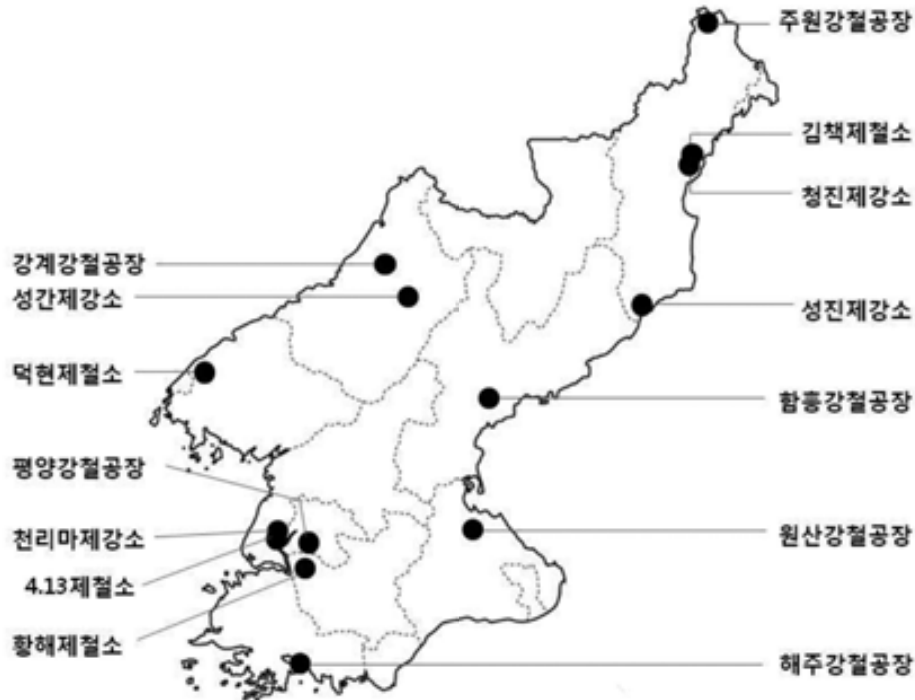 주원강철공장
김책제철소
청진제강소
강계강철공장
성간제강소
성진제강소
덕현제철소
함흥강철공장
평양강철공장
천리마제강소
원산강철공장
4.13제철소
황해제철소
해주강철공장